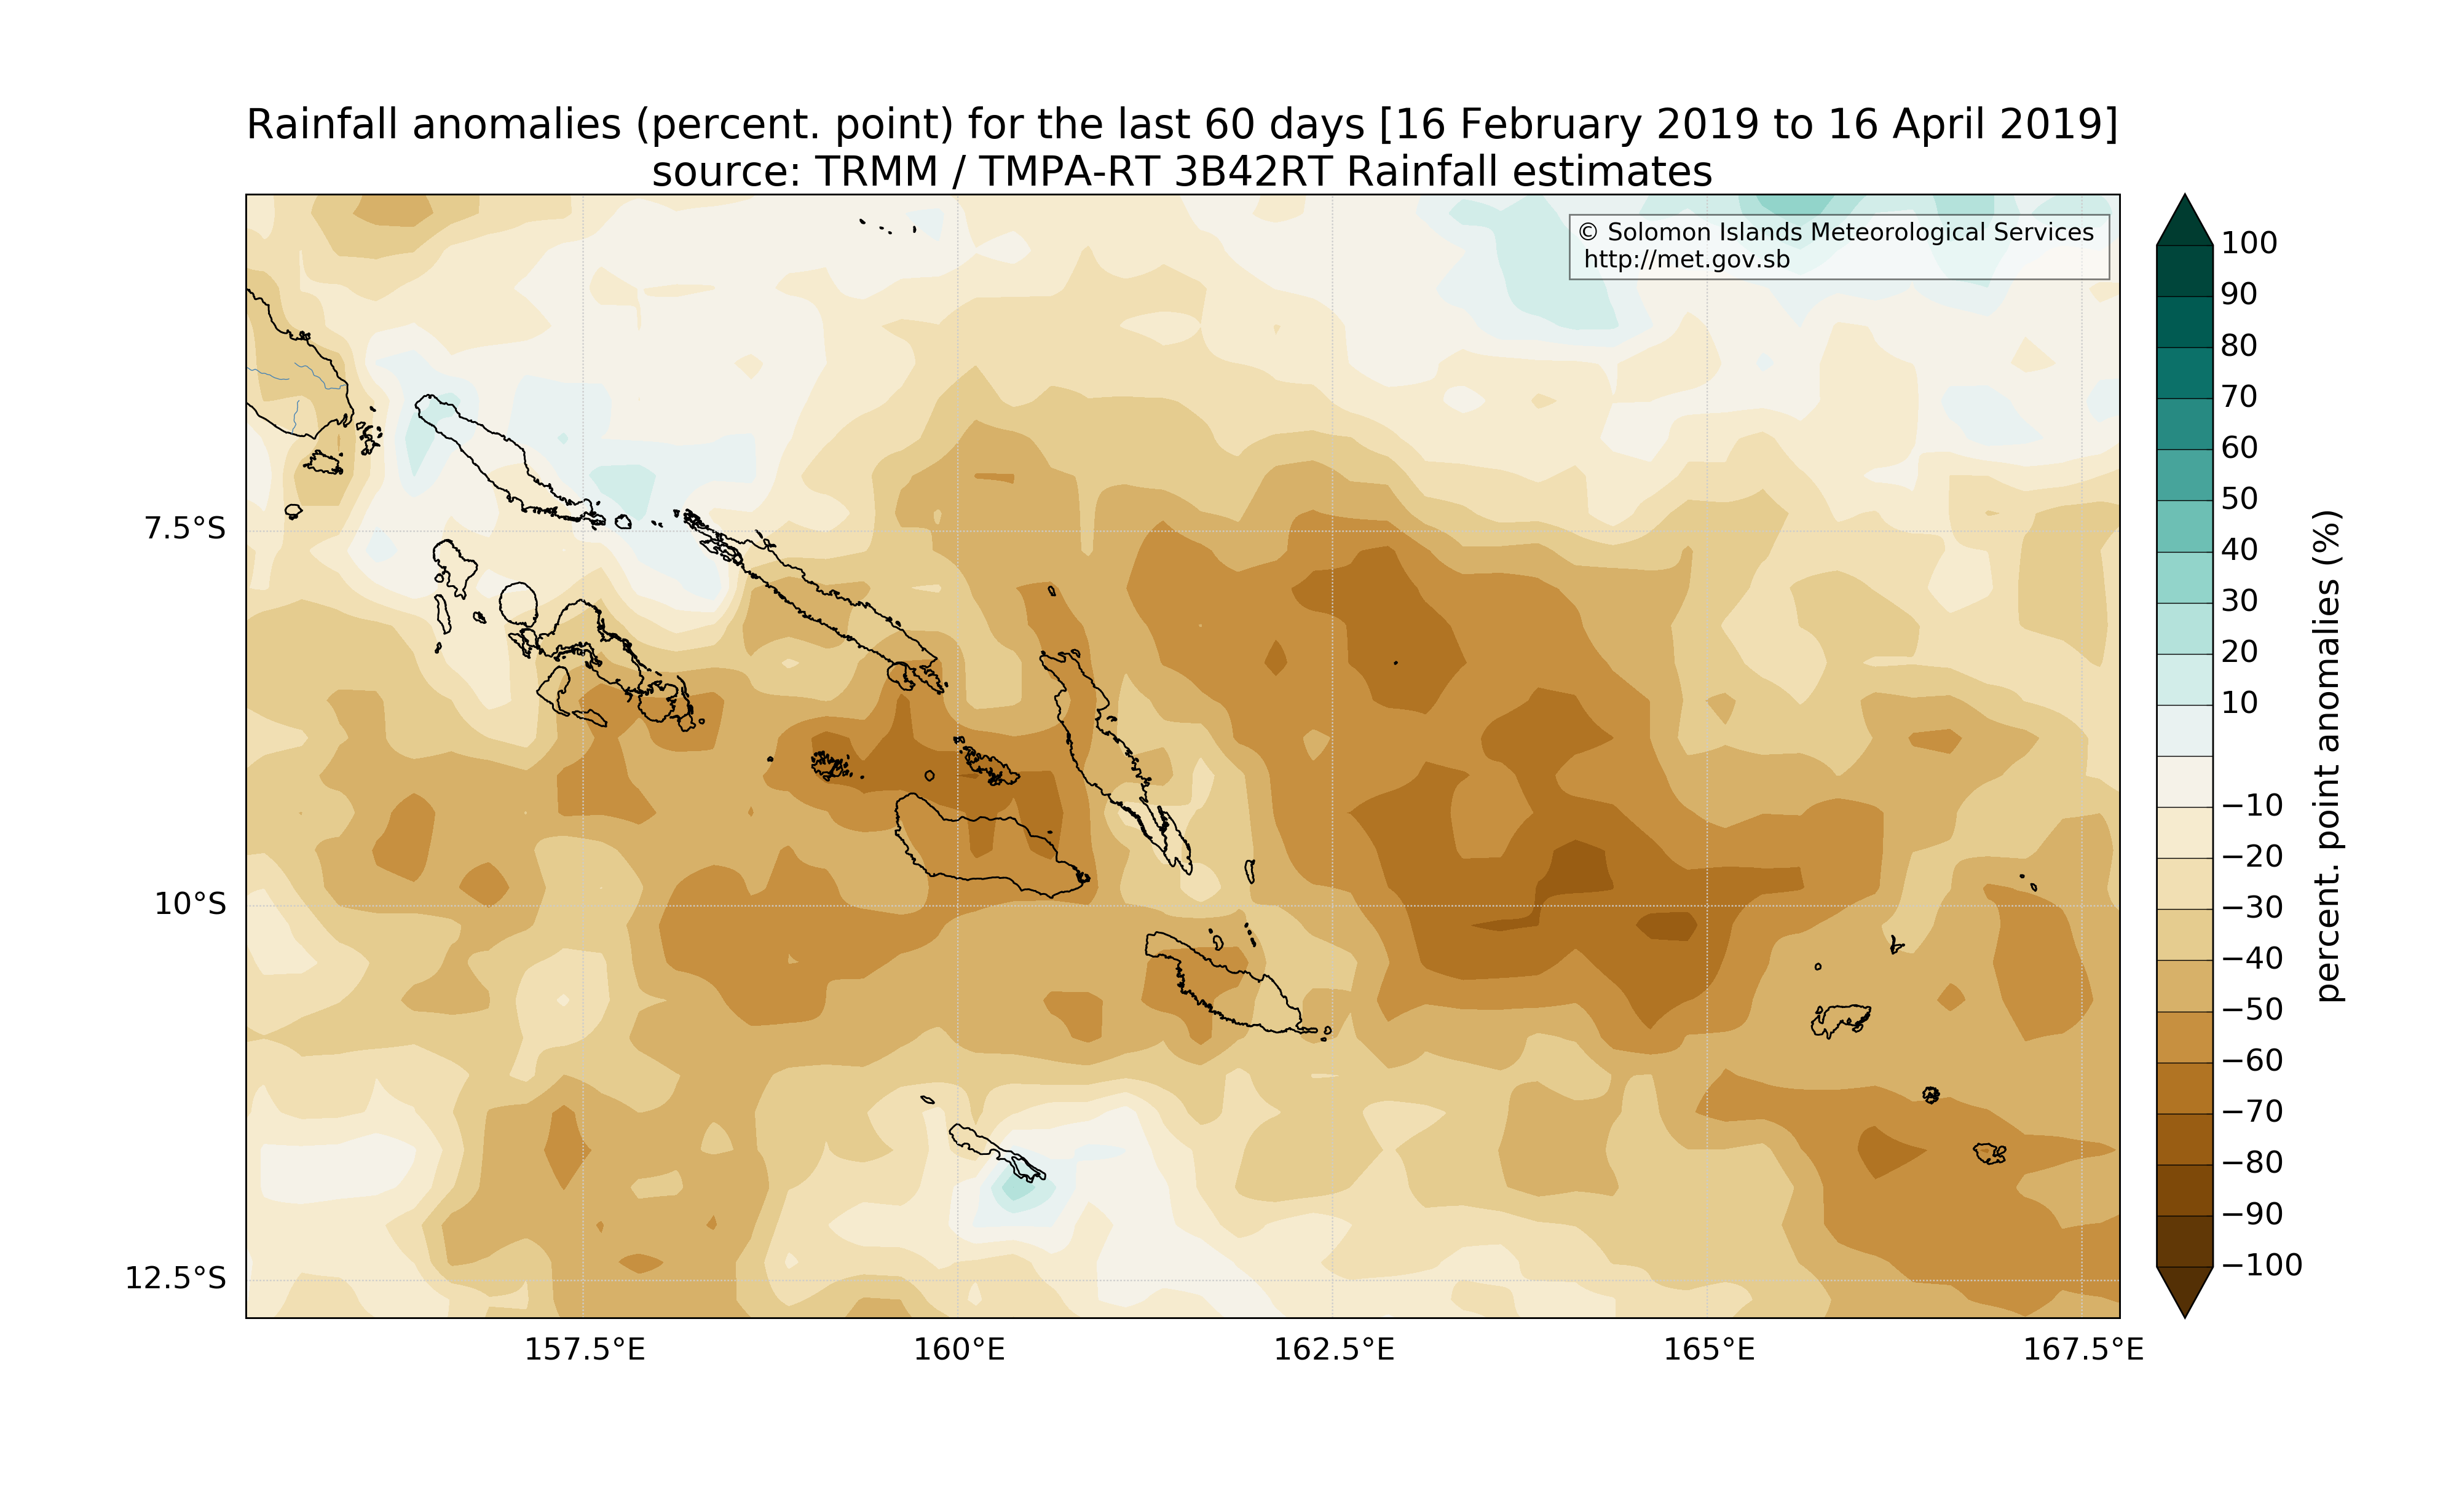 Rainfall anomalies (percent. point) for the last 60 days [16 February 2019 to 16 April 2019]
source: TRMM / TMPA-RT 3B42RT Rainfall estimates
© Solomon Islands Meteorological Services
http://met.gov.sb
7.5°S
10°S
12.5°S
157.5°E
160°E
162.5°E
165°E
167.5°E
100
90
80
70
60
50
40
30
20
10
−10
−20
−30
−40
−50
−60
−70
−80
−90
−100
percent. point anomalies (%)